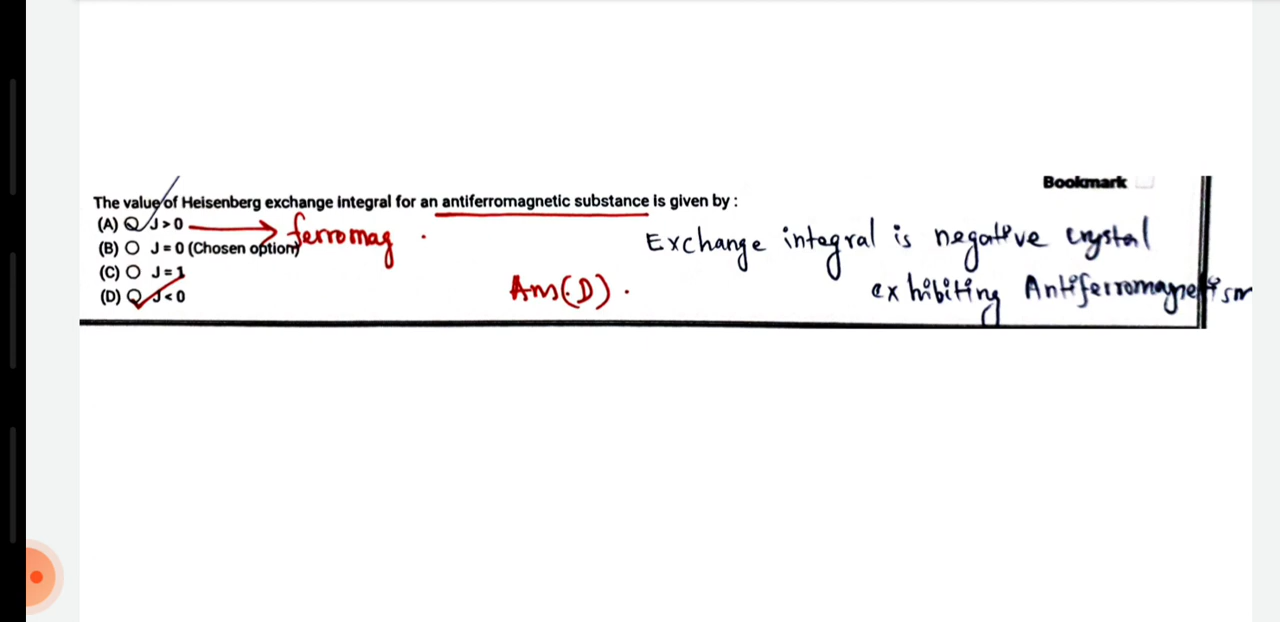 Bookmark
The value of Heisenberg exchange integral for an antiferromagnetic substance is given by :
(A) J > 0 ferromag.
(B) J = 0 (Chosen option)
(C) J = 1
(D) J < 0
Ans(D).
Exchange integral is negative crystal
exhibiting Antiferromagnetism